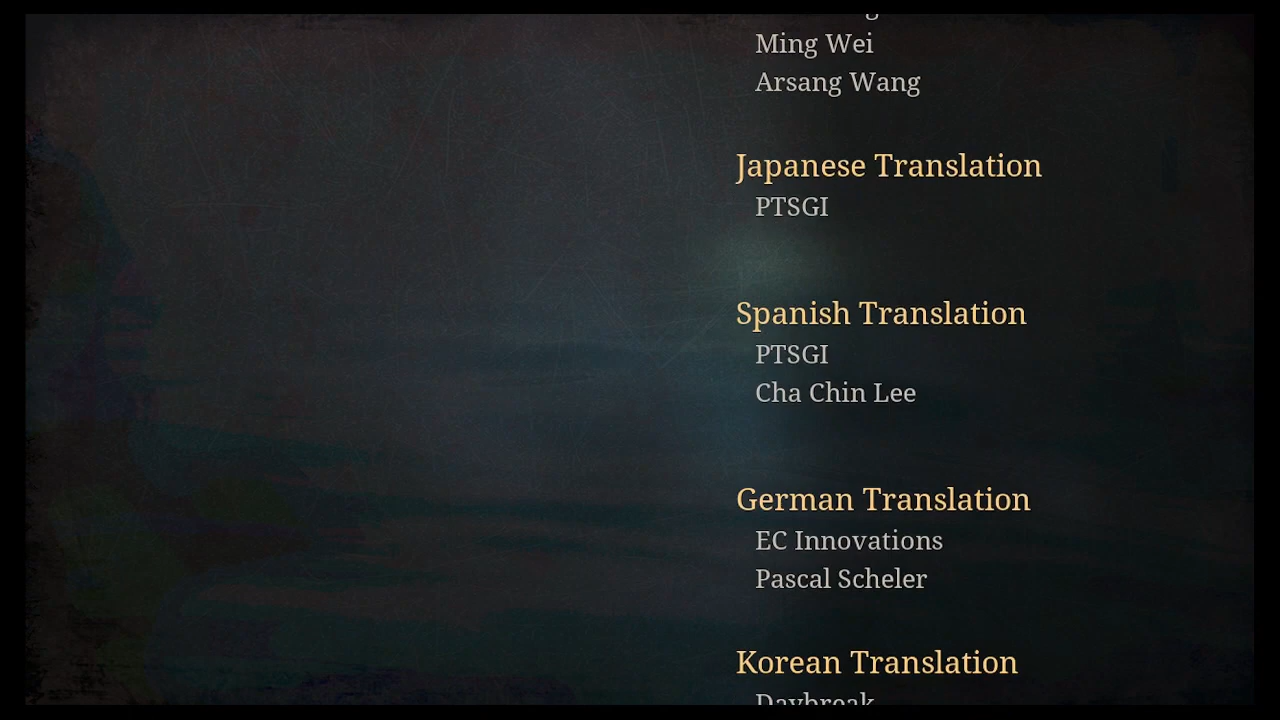 Ming Wei
Arsang Wang
Japanese Translation
PTSGI
Spanish Translation
PTSGI
Cha Chin Lee
German Translation
EC Innovations
Pascal Scheler
Korean Translation
Daybreak